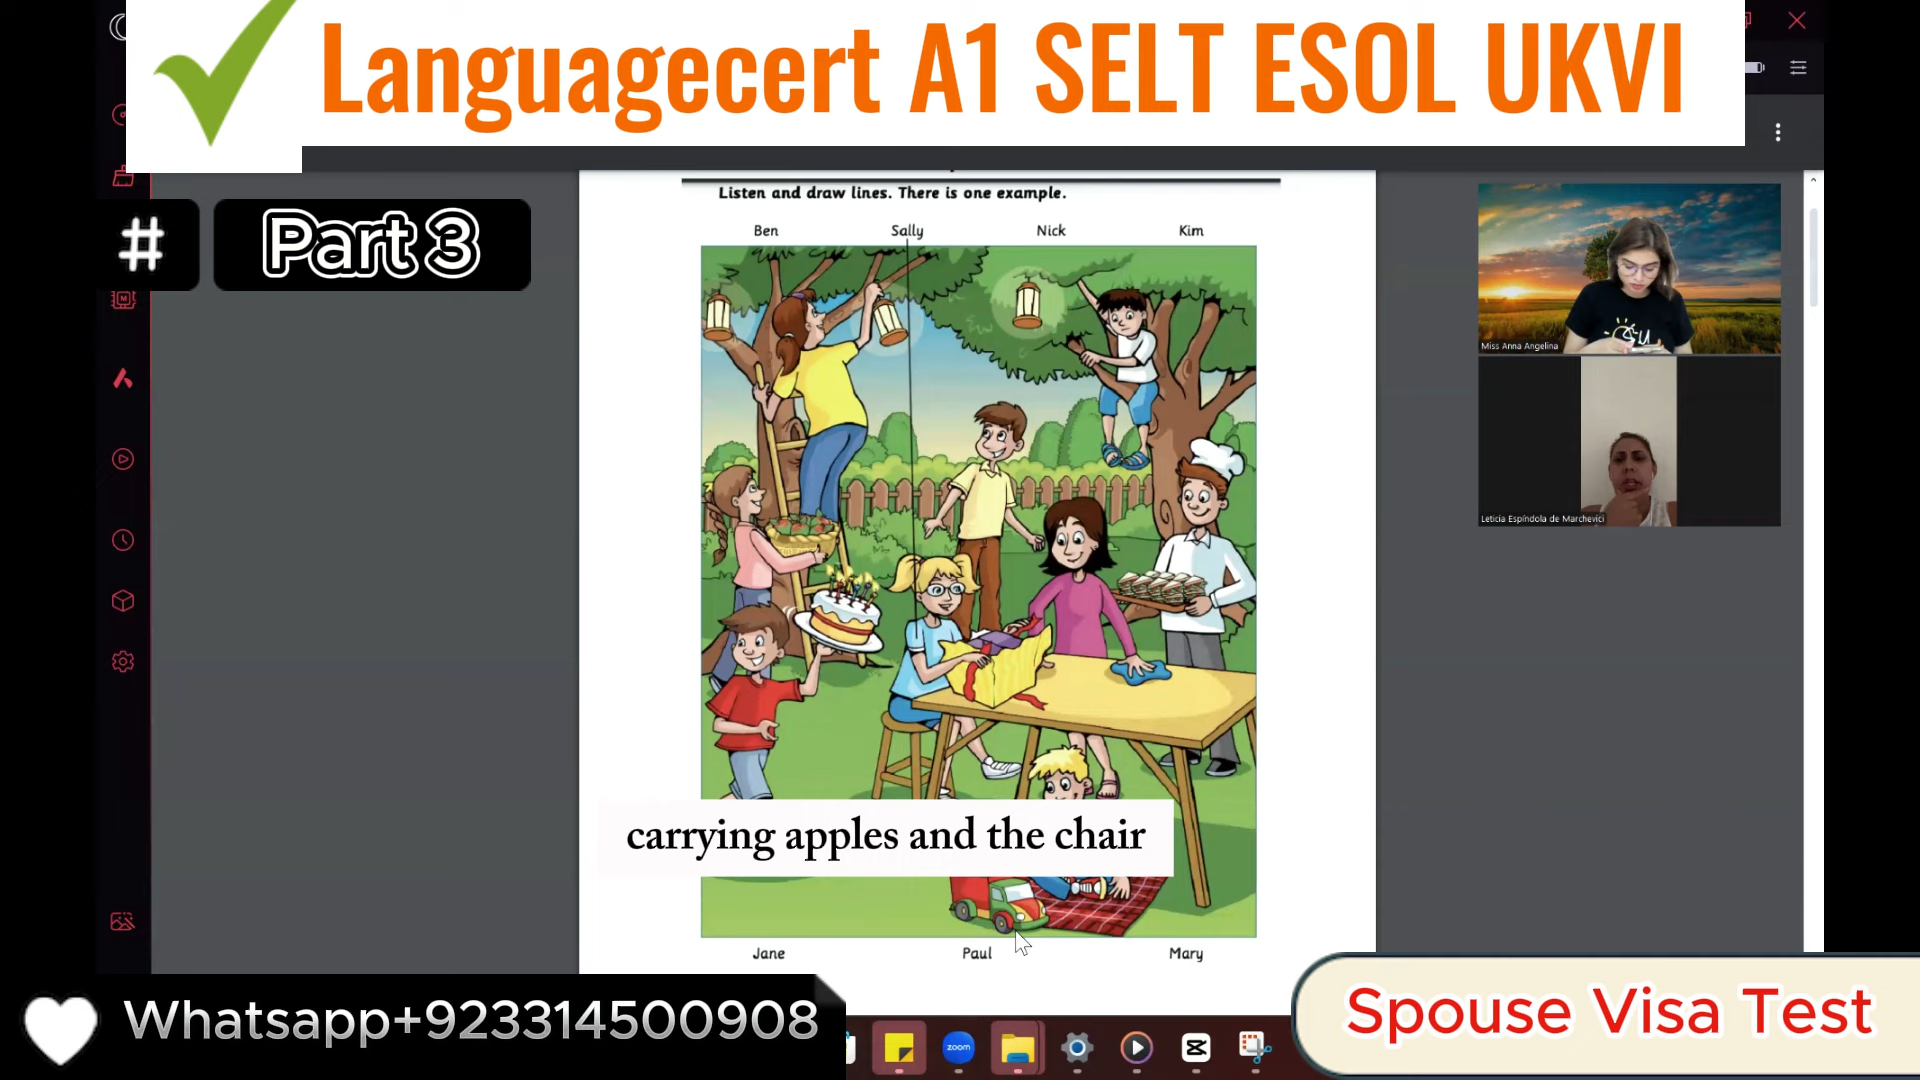 Languagecert A1 SELT ESOL UKVI
# Part 3
Listen and draw lines. There is one example.
Ben Sally Nick Kim
Miss Anna Angelina
Leticia Espíndola de Marchevici
carrying apples and the chair
Jane Paul Mary
Whatsapp+923314500908
zoom
Spouse Visa Test